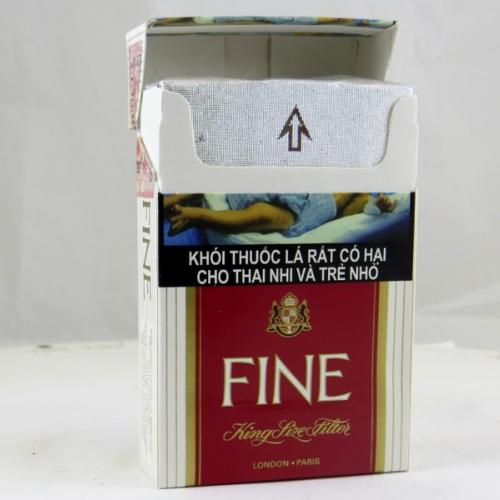 KHÓI THUỐC LÁ RẤT CÓ HẠI
CHO THAI NHI VÀ TRẺ NHỎ
FINE
FINE
King Size Filter
LONDON • PARIS